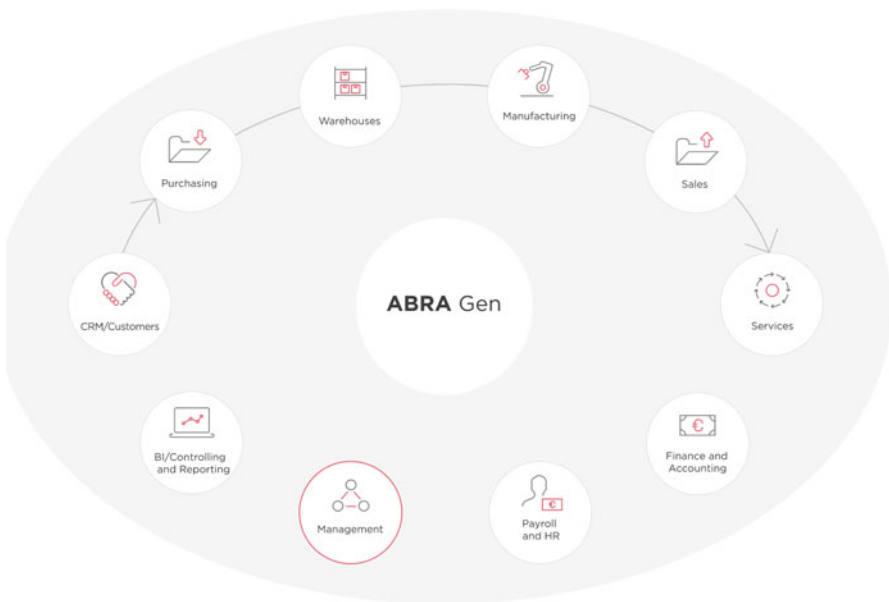 Warehouses
Manufacturing
Purchasing
Sales
CRM/Customers
ABRA Gen
Services
BI/Controlling
and Reporting
Finance and
Accounting
Management
Payroll
and HR
€
€